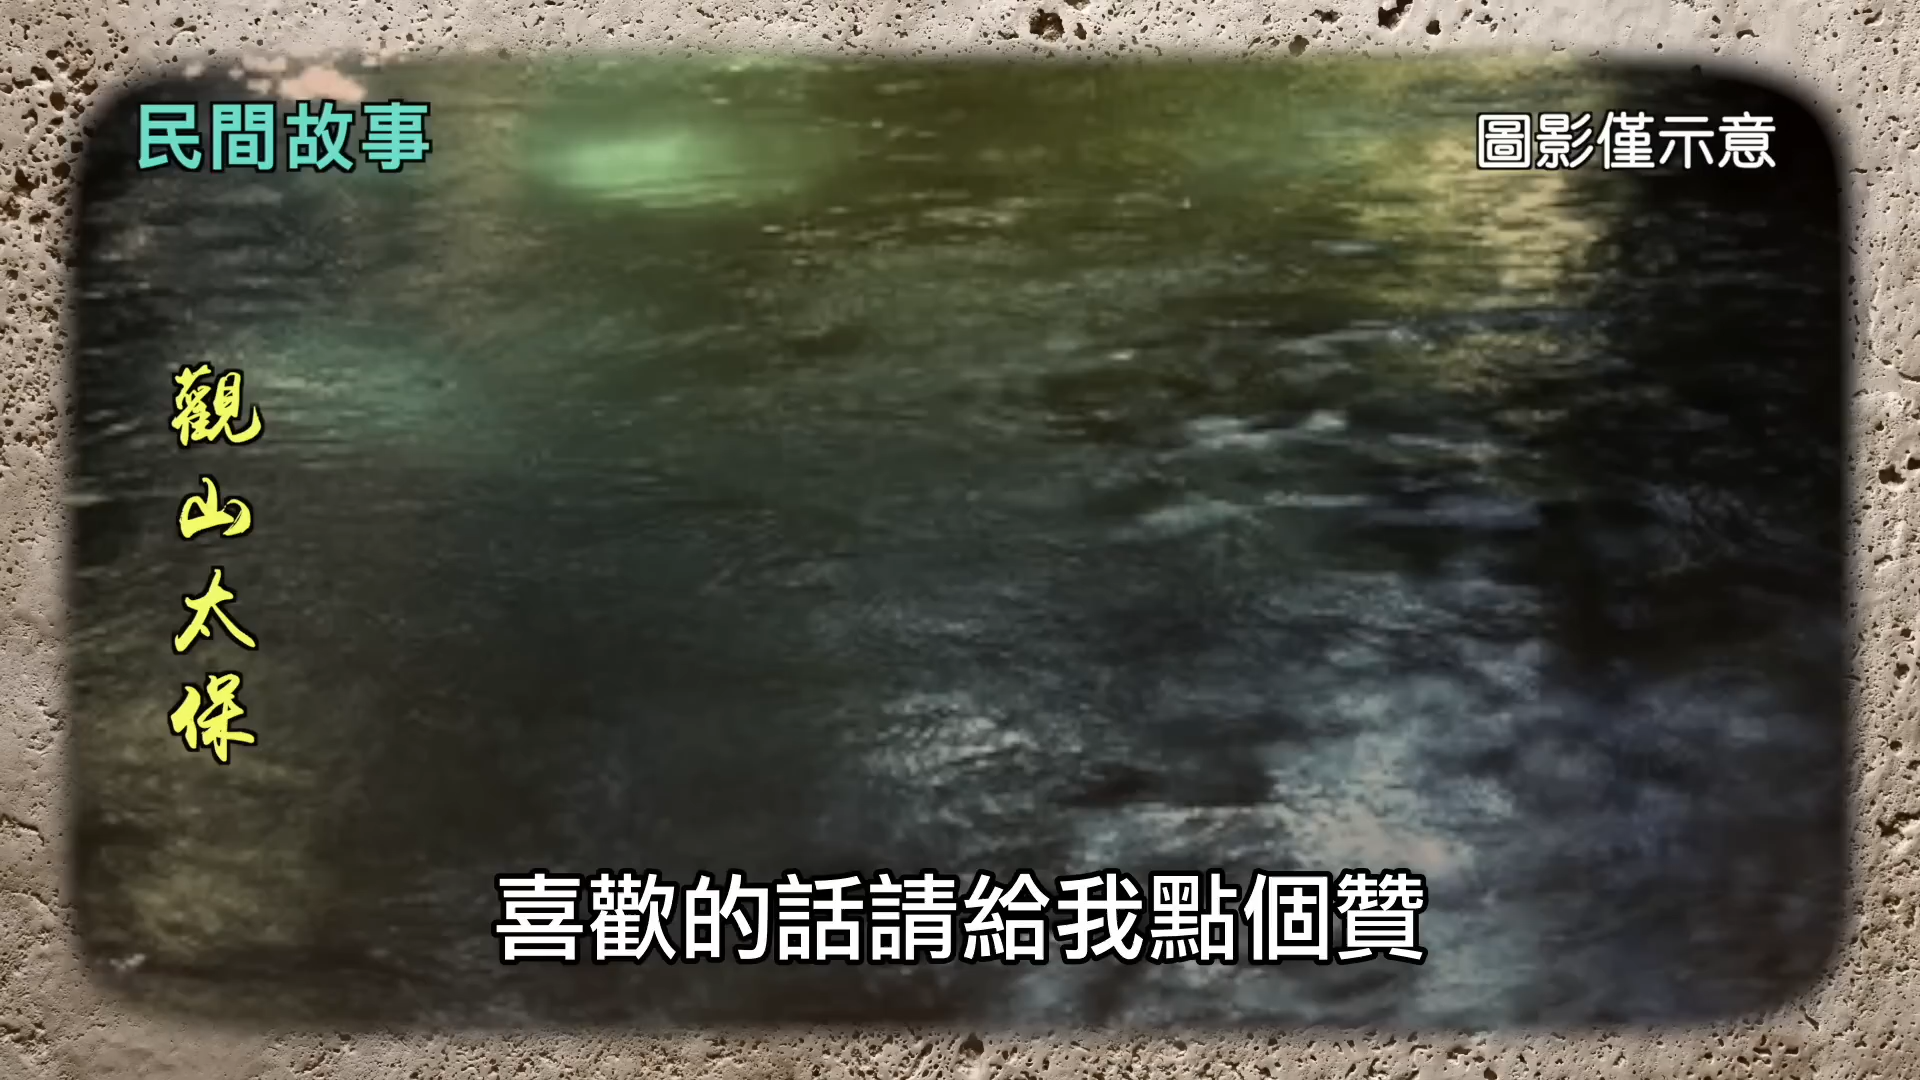 民間故事
圖影僅示意
觀山太保
喜歡的話請給我點個贊